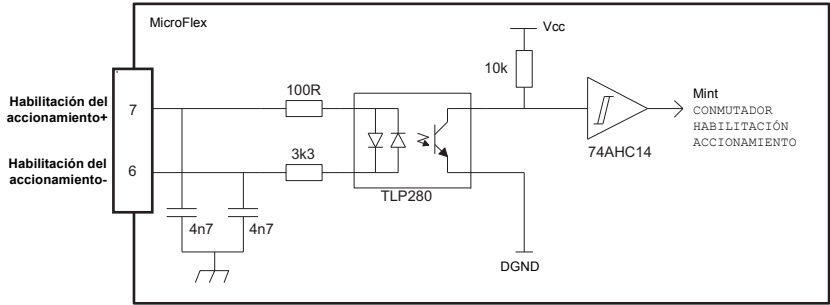 MicroFlex
Vcc
10k
100R
Habilitación del
accionamiento+
7
Mint
CONMUTADOR
HABILITACIÓN
ACCIONAMIENTO
74AHC14
3k3
Habilitación del
accionamiento-
6
TLP280
4n7
4n7
DGND